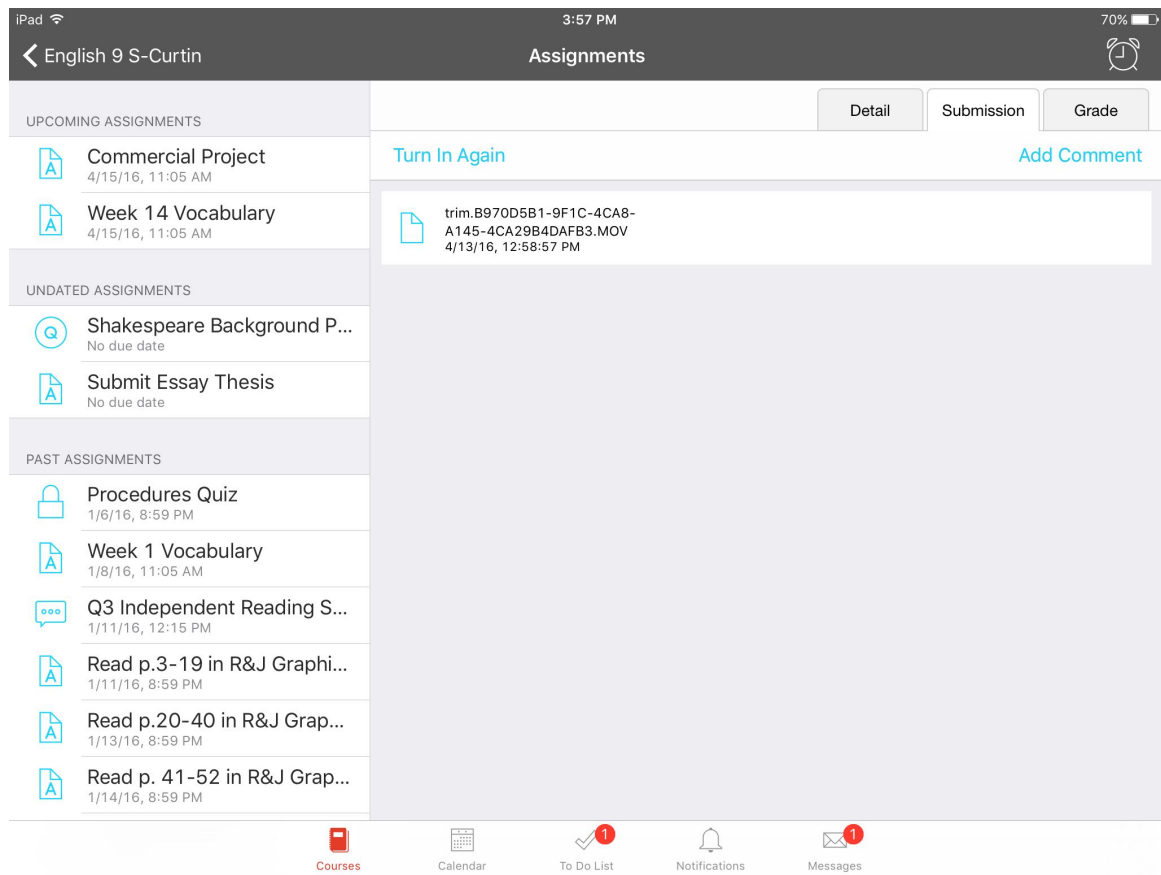 iPad
3:57 PM
70%
English 9 S-Curtin
Assignments
UPCOMING ASSIGNMENTS
A
Commercial Project
4/15/16, 11:05 AM
A
Week 14 Vocabulary
4/15/16, 11:05 AM
UNDATED ASSIGNMENTS
Q
Shakespeare Background P...
No due date
A
Submit Essay Thesis
No due date
PAST ASSIGNMENTS
Procedures Quiz
1/6/16, 8:59 PM
A
Week 1 Vocabulary
1/8/16, 11:05 AM
Q3 Independent Reading S...
1/11/16, 12:15 PM
A
Read p.3-19 in R&J Graphi...
1/11/16, 8:59 PM
A
Read p.20-40 in R&J Grap...
1/13/16, 8:59 PM
A
Read p. 41-52 in R&J Grap...
1/14/16, 8:59 PM
Detail
Submission
Grade
Turn In Again
Add Comment
trim.B970D5B1-9F1C-4CA8-
A145-4CA29B4DAFB3.MOV
4/13/16, 12:58:57 PM
Courses
Calendar
1
To Do List
Notifications
1
Messages